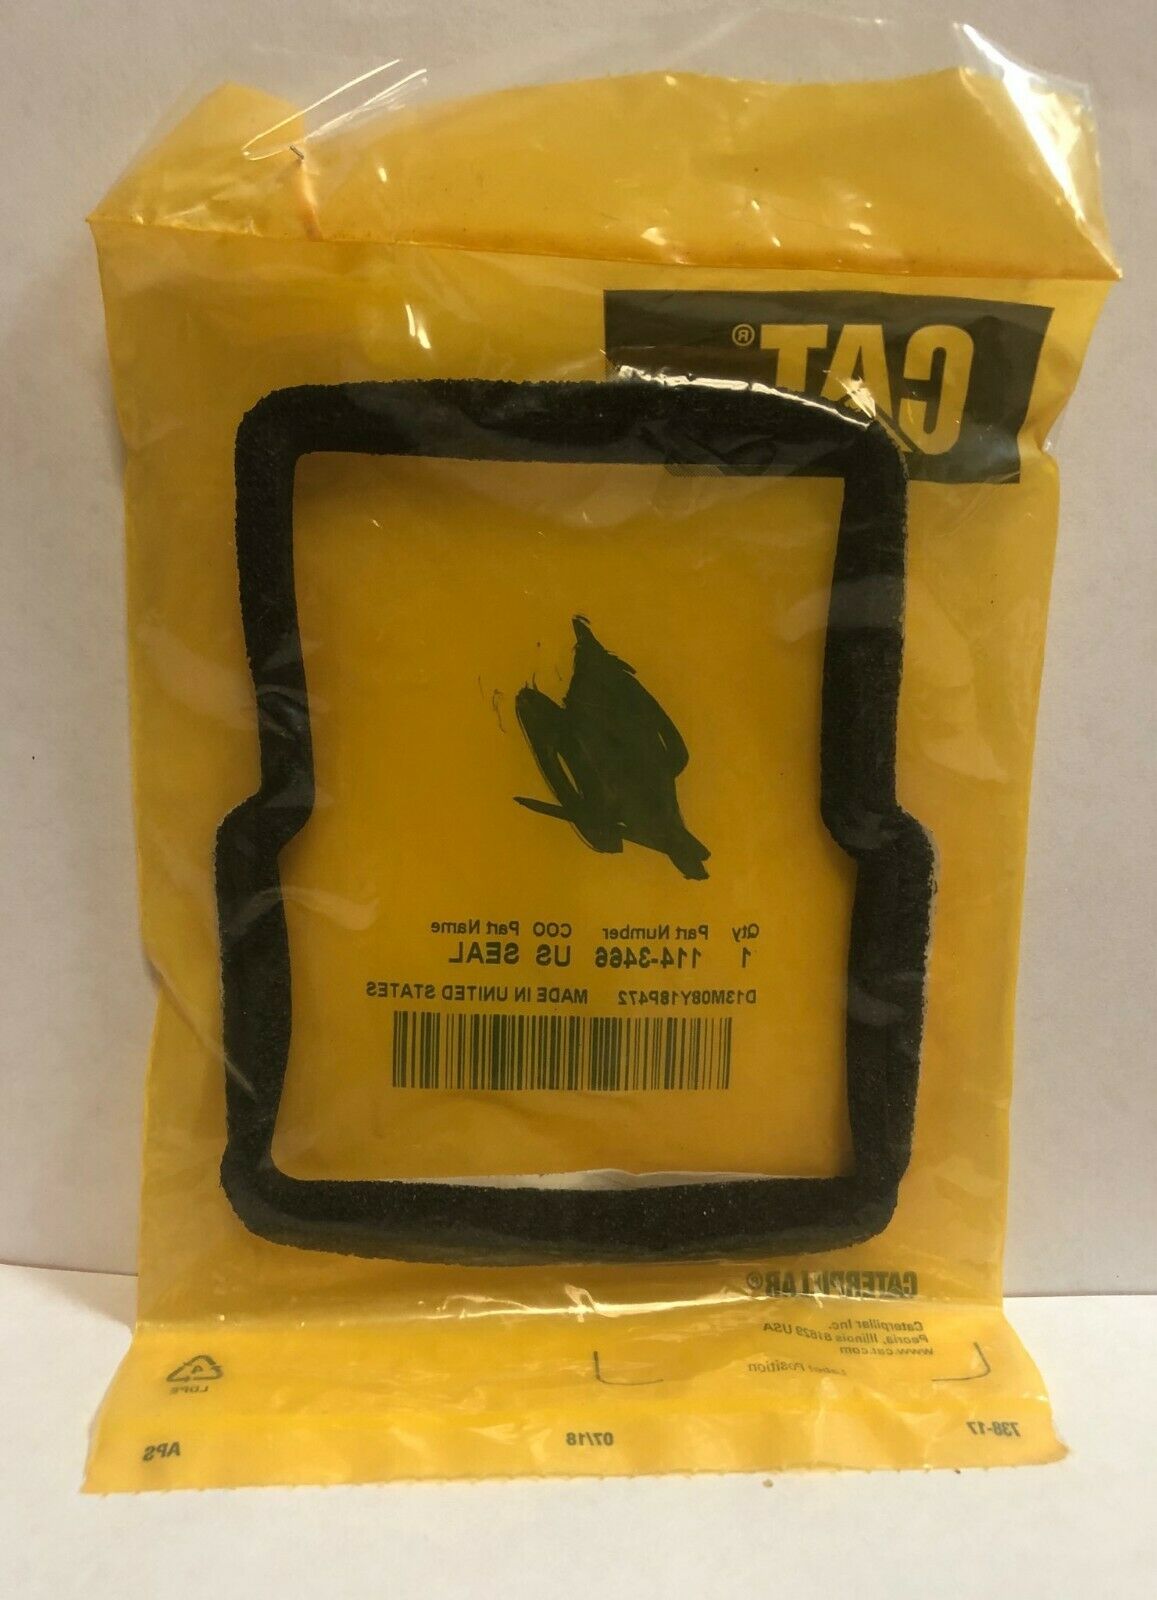 CAT®
Qty Part Number COO Part Name
1 114-3466 US SEAL
D13M08Y18P472 MADE IN UNITED STATES
CATERPILLAR®
Caterpillar Inc.
Peoria, Illinois 61629 USA
www.cat.com
Label Position
4
LDPE
738-17 07/18 APS